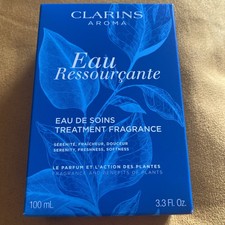 CLARINS
AROMA
Eau
Ressourçante
EAU DE SOINS
TREATMENT FRAGRANCE
SÉRÉNITÉ, FRAÎCHEUR, DOUCEUR
SERENITY, FRESHNESS, SOFTNESS
LE PARFUM ET L'ACTION DES PLANTES
FRAGRANCE AND BENEFITS OF PLANTS
100 mL 3.3 Fl. Oz.